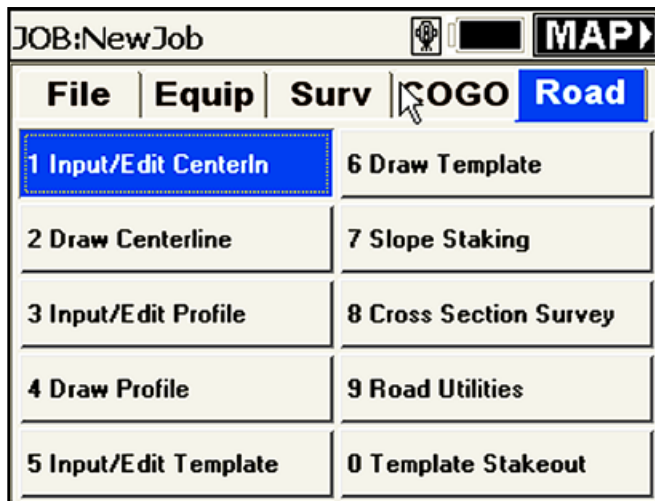 JOB:NewJob MAP
File Equip Surv COGO Road
1 Input/Edit Centerln 6 Draw Template
2 Draw Centerline 7 Slope Staking
3 Input/Edit Profile 8 Cross Section Survey
4 Draw Profile 9 Road Utilities
5 Input/Edit Template 0 Template Stakeout